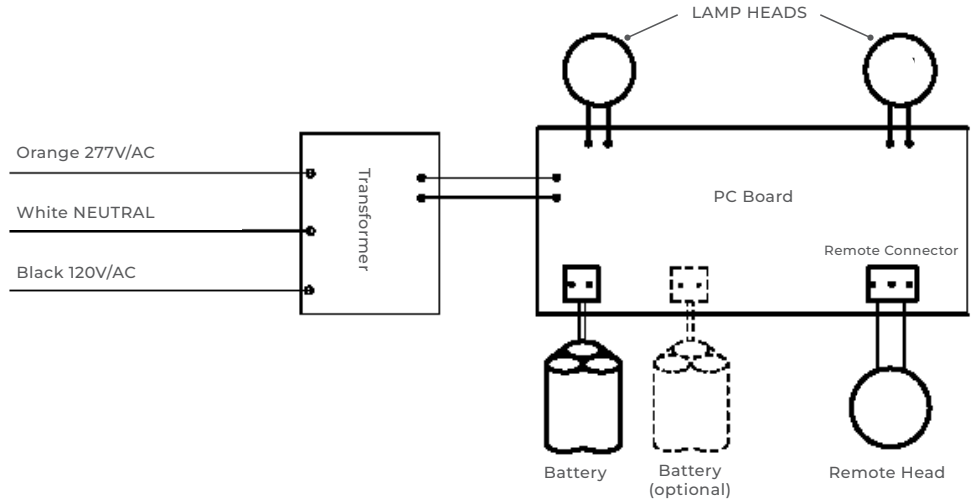 LAMP HEADS
Orange 277V/AC
White NEUTRAL
Black 120V/AC
Transformer
PC Board
Remote Connector
Battery
Battery
(optional)
Remote Head